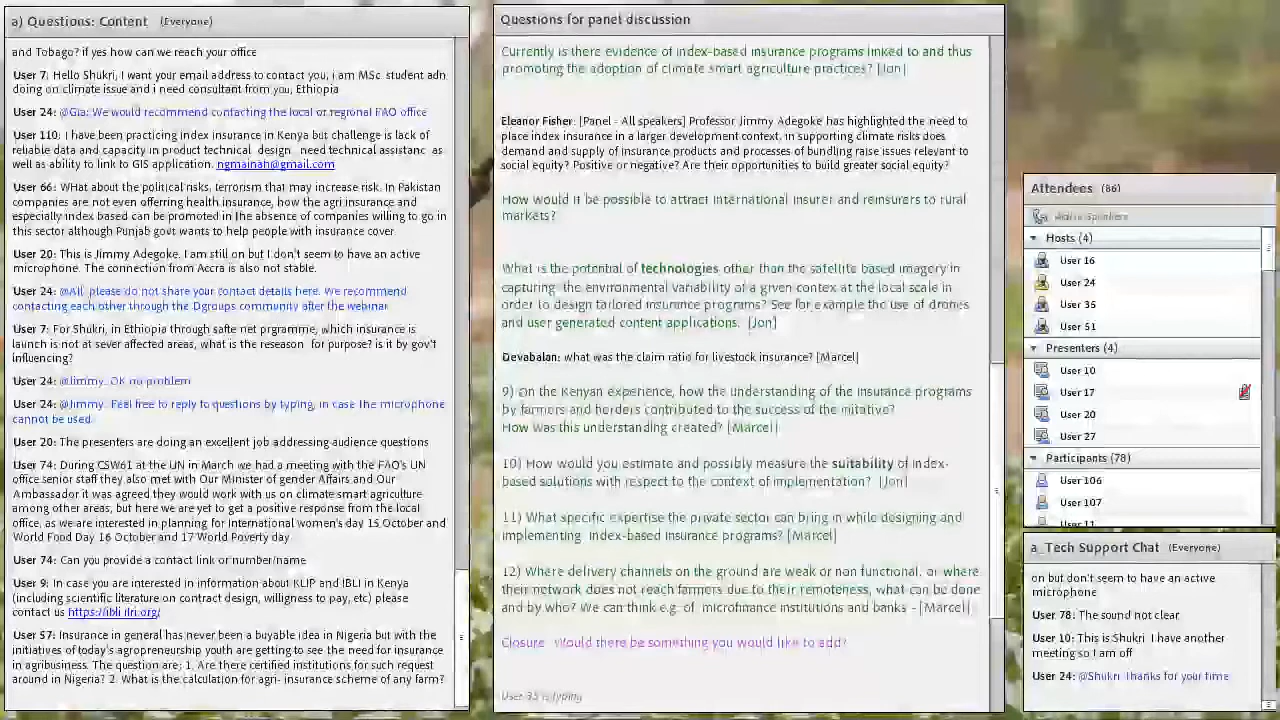 a) Questions: Content (Everyone)
and Tobago? if yes how can we reach your office
User 7: Hello Shukri, I want your email address to contact you, i am MSc student adn
doing on climate issue and i need consultant from you, Ethiopia
User 24: @Gia: We would recommend contacting the local or regional FAO office
User 110: I have been practicing index insurance in Kenya but challenge is lack of
reliable data and capacity in product technical design need technical assistanc as
well as ability to link to GIS application. ngmainah@gmail.com
User 66: What about the political risks, terrorism that may increase risk. In Pakistan
companies are not even offerring health insurance, how the agri insurance and
especially index based can be promoted in the absence of companies willing to go in
this sector although Punjab govt wants to help people with insurance cover
User 20: This is Jimmy Adegoke. I am still on but I don't seem to have an active
microphone. The connection from Accra is also not stable.
User 24: @All, please do not share your contact details here. We recommend
contacting each other through the Dgroups community after the webinar
User 7: For Shukri, in Ethiopia through safte net prgramme, which insurance is
launch is not at sever affected areas, what is the reseason for purpose? is it by gov't
influencing?
User 24: @Jimmy. OK no problem
User 24: @Jimmy. Feel free to reply to questions by typing, in case the microphone
cannot be used.
User 20: The presenters are doing an excellent job addressing audience questions
User 74: During CSW61 at the UN in March we had a meeting with the FAO's UN
office senior staff they also met with Our Minister of gender Affairs and Our
Ambassador it was agreed they would work with us on climate smart agriculture
among other areas, but here we are yet to get a positive response from the local
office, as we are interested in planning for International women's day 15 October and
World Food Day 16 October and 17 World Poverty day
User 74: Can you provide a contact link or number/name
User 9: In case you are interested in information about KLIP and IBLI in Kenya
(including scientific literature on contract design, willigness to pay, etc) please
contact us https://ibli.ilri.org/
User 57: Insurance in general has never been a buyable idea in Nigeria but with the
initiatives of today's agropreneurship youth are getting to see the need for insurance
in agribusiness. The question are; 1. Are there certified institutions for such request
around in Nigeria? 2. What is the calculation for agri- insurance scheme of any farm?
Questions for panel discussion
Currently is there evidence of index-based insurance programs linked to and thus
promoting the adoption of climate smart agriculture practices? [Jon]
Eleanor Fisher: [Panel - All speakers] Professor Jimmy Adegoke has highlighted the need to
place index insurance in a larger development context. in supporting climate risks does
demand and supply of insurance products and processes of bundling raise issues relevant to
social equity? Positive or negative? Are their opportunities to build greater social equity?
How would it be possible to attract international insurer and reinsurers to rural
markets?
What is the potential of technologies other than the satellite based imagery in
capturing the environmental variability of a given context at the local scale in
order to design tailored insurance programs? See for example the use of drones
and user generated content applications. [Jon]
Devabalan: what was the claim ratio for livestock insurance? [Marcel]
9) On the Kenyan experience, how the understanding of the insurance programs
by farmers and herders contributed to the success of the initative?
How was this understanding created? [Marcel]
10) How would you estimate and possibly measure the suitability of index-
based solutions with respect to the context of implementation? [Jon]
11) What specific expertise the private sector can bring in while designing and
implementing index-based insurance programs? [Marcel]
12) Where delivery channels on the ground are weak or non functional, or where
their network does not reach farmers due to their remoteness, what can be done
and by who? We can think e.g. of microfinance institutions and banks - [Marcel]
Closure Would there be something you would like to add?
User 35 is typing
Attendees (86)
Active Speakers
Hosts (4)
User 16
User 24
User 35
User 51
Presenters (4)
User 10
User 17
User 20
User 27
Participants (78)
User 106
User 107
User 11
a_Tech Support Chat (Everyone)
on but don't seem to have an active
microphone
User 78: The sound not clear
User 10: This is Shukri I have another
meeting so I am off
User 24: @Shukri Thanks for your time